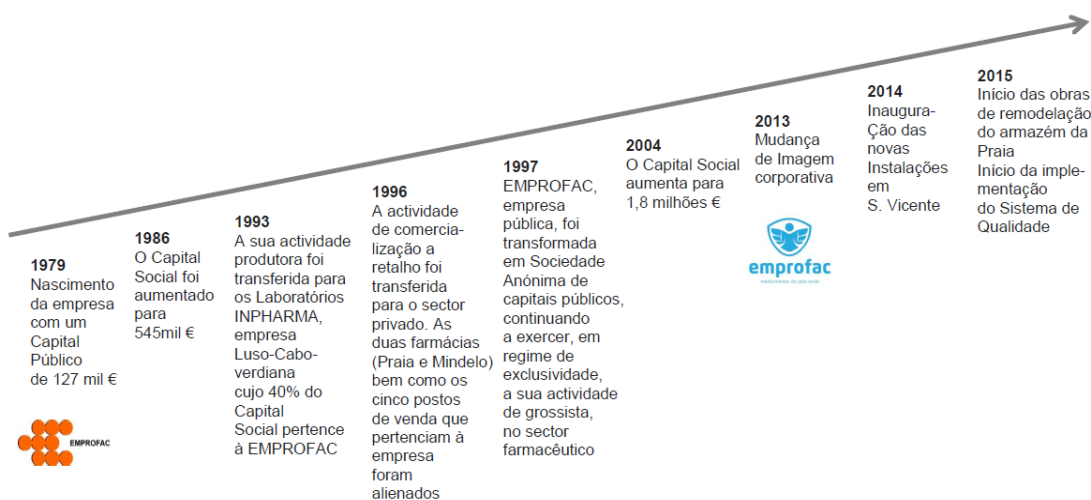 1979
Nascimento
da empresa
com um
Capital
Público
de 127 mil €
EMPROFAC
1986
O Capital
Social foi
aumentado
para
545mil €
1993
A sua actividade
produtora foi
transferida para
os Laboratórios
INPHARMA,
empresa
Luso-Cabo-
verdiana
cujo 40% do
Capital
Social pertence
à EMPROFAC
1996
A actividade
de comercia-
lização a
retalho foi
transferida
para o sector
privado. As
duas farmácias
(Praia e Mindelo)
bem como os
cinco postos
de venda que
pertenciam à
empresa
foram
alienados
1997
EMPROFAC,
empresa
pública, foi
transformada
em Sociedade
Anónima de
capitais públicos,
continuando
a exercer, em
regime de
exclusividade,
a sua actividade
de grossista,
no sector
farmacêutico
2004
O Capital Social
aumenta para
1,8 milhões €
2013
Mudança
de Imagem
corporativa
emprofac
medicamentos de cabo verde
2014
Inaugura-
Ção das
novas
Instalações
em
S. Vicente
2015
Início das obras
de remodelação
do armazém da
Praia
Início da imple-
mentação
do Sistema de
Qualidade